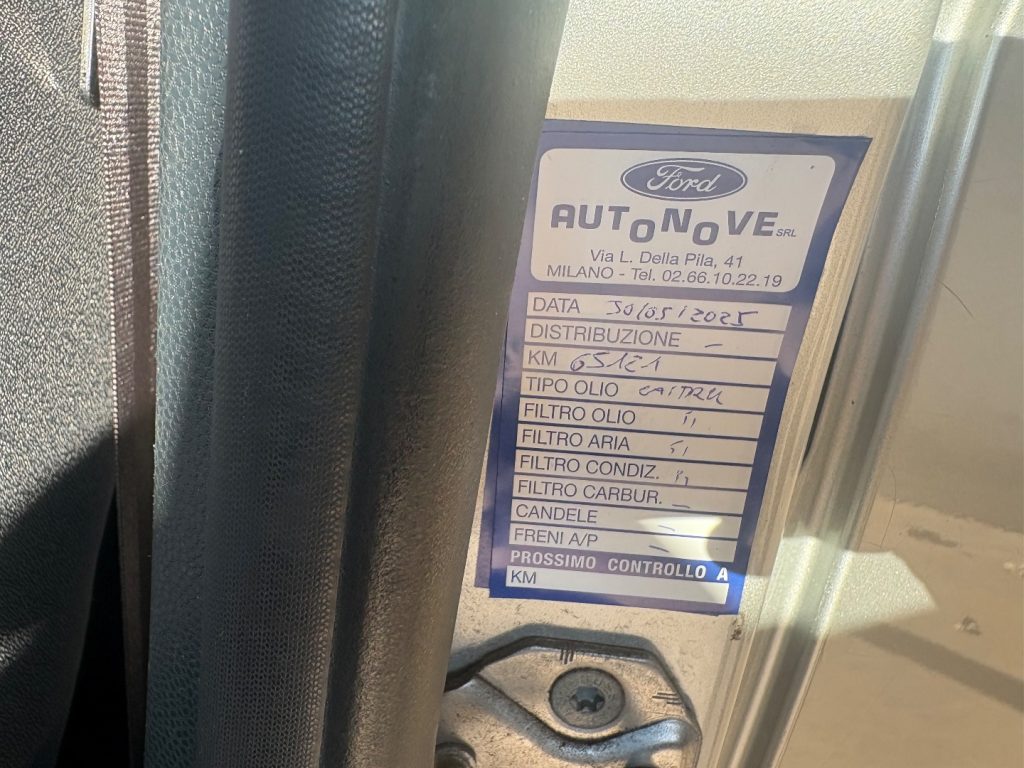 Ford
AUTONOVE SRL
Via L. Della Pila, 41
MILANO - Tel. 02.66.10.22.19
DATA 30/05/2025
DISTRIBUZIONE –
KM 65121
TIPO OLIO
FILTRO OLIO
FILTRO ARIA
FILTRO CONDIZ.
FILTRO CARBUR. –
CANDELE –
FRENI A/P –
PROSSIMO CONTROLLO A
KM